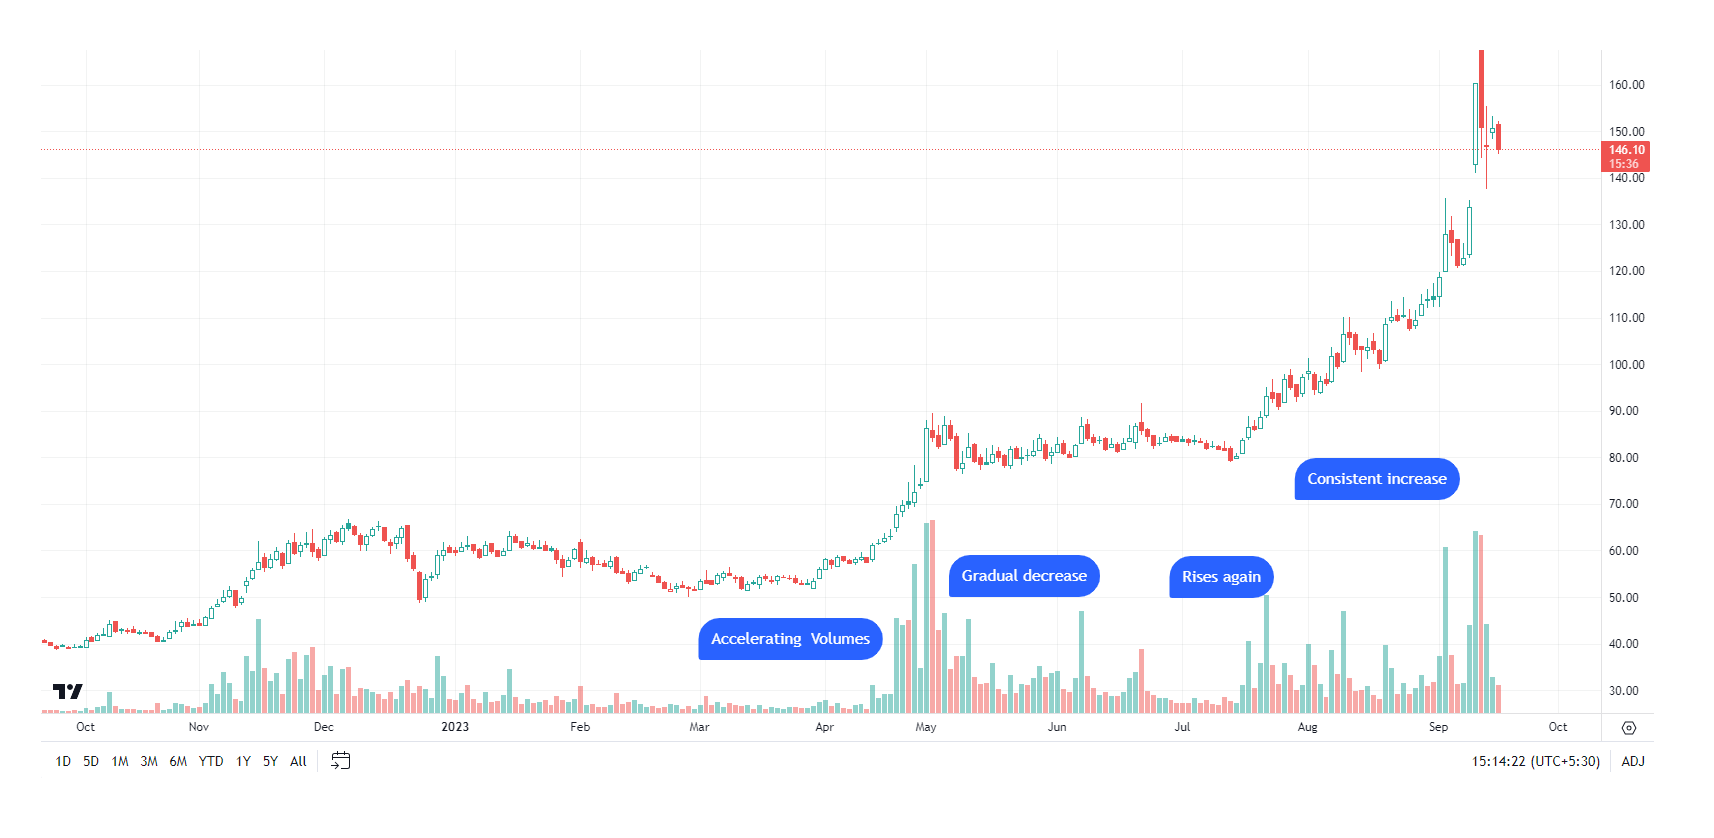 160.00
150.00
146.10
15:36
140.00
130.00
120.00
110.00
100.00
90.00
80.00
Consistent increase
70.00
60.00
Gradual decrease
Rises again
50.00
Accelerating  Volumes
40.00
30.00
Oct Nov Dec 2023 Feb Mar Apr May Jun Jul Aug Sep Oct
1D 5D 1M 3M 6M YTD 1Y 5Y All 15:14:22 (UTC+5:30) ADJ